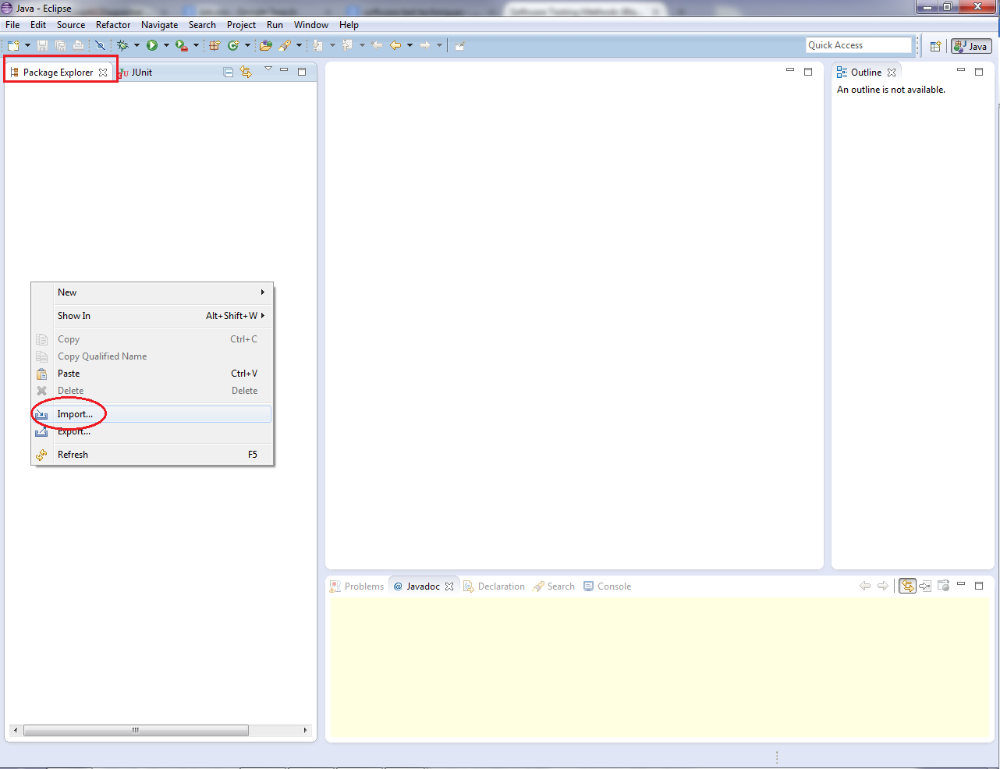 Java - Eclipse
File Edit Source Refactor Navigate Search Project Run Window Help
Quick Access
Java
Package Explorer
JUnit
Outline
An outline is not available.
New
Show In Alt+Shift+W
Copy Ctrl+C
Copy Qualified Name
Paste Ctrl+V
Delete Delete
Import...
Export...
Refresh F5
Problems @ Javadoc Declaration Search Console